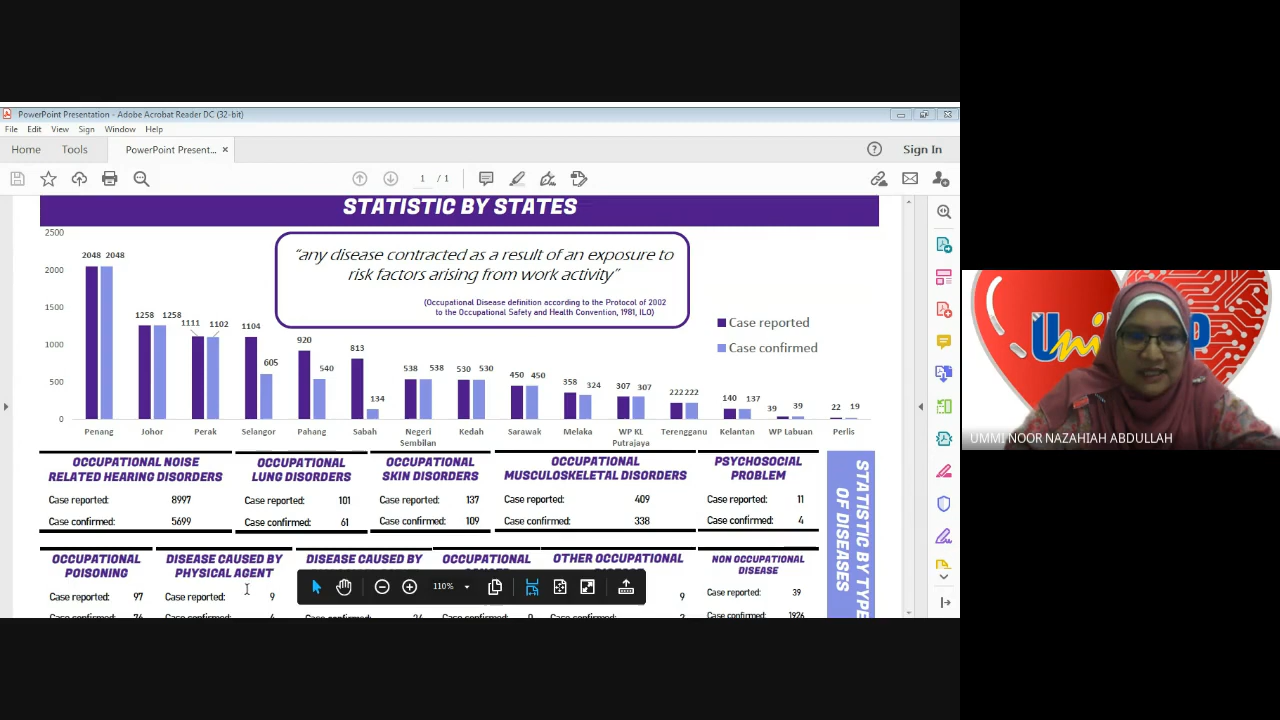 PowerPoint Presentation - Adobe Acrobat Reader DC (32-bit)
File Edit View Sign Window Help
Home Tools PowerPoint Present... × Sign In
1 / 1
STATISTIC BY STATES
2500
2000
1500
1000
500
0
“any disease contracted as a result of an exposure to
risk factors arising from work activity”
(Occupational Disease definition according to the Protocol of 2002
to the Occupational Safety and Health Convention, 1981, ILO)
Case reported
Case confirmed
2048 2048
1258 1258
1111 1102
1104 605
920 540
813 134
538 538
530 530
450 450
358 324
307 307
222 222
140 137
39 39
22 19
Penang Johor Perak Selangor Pahang Sabah Negeri Sembilan Kedah Sarawak Melaka WP KL Putrajaya Terengganu Kelantan WP Labuan Perlis
OCCUPATIONAL NOISE
RELATED HEARING DISORDERS
Case reported: 8997
Case confirmed: 5699
OCCUPATIONAL
LUNG DISORDERS
Case reported: 101
Case confirmed: 61
OCCUPATIONAL
SKIN DISORDERS
Case reported: 137
Case confirmed: 109
OCCUPATIONAL
MUSCULOSKELETAL DISORDERS
Case reported: 409
Case confirmed: 338
PSYCHOSOCIAL
PROBLEM
Case reported: 11
Case confirmed: 4
STATISTIC BY TYPE
OF DISEASES
OCCUPATIONAL
POISONING
Case reported: 97
Case confirmed: 76
DISEASE CAUSED BY
PHYSICAL AGENT
Case reported: 9
Case confirmed:
DISEASE CAUSED BY
OCCUPATIONAL
OTHER OCCUPATIONAL
9
NON OCCUPATIONAL
DISEASE
Case reported: 39
Case confirmed: 1926
110%
UMMI NOOR NAZAHIAH ABDULLAH